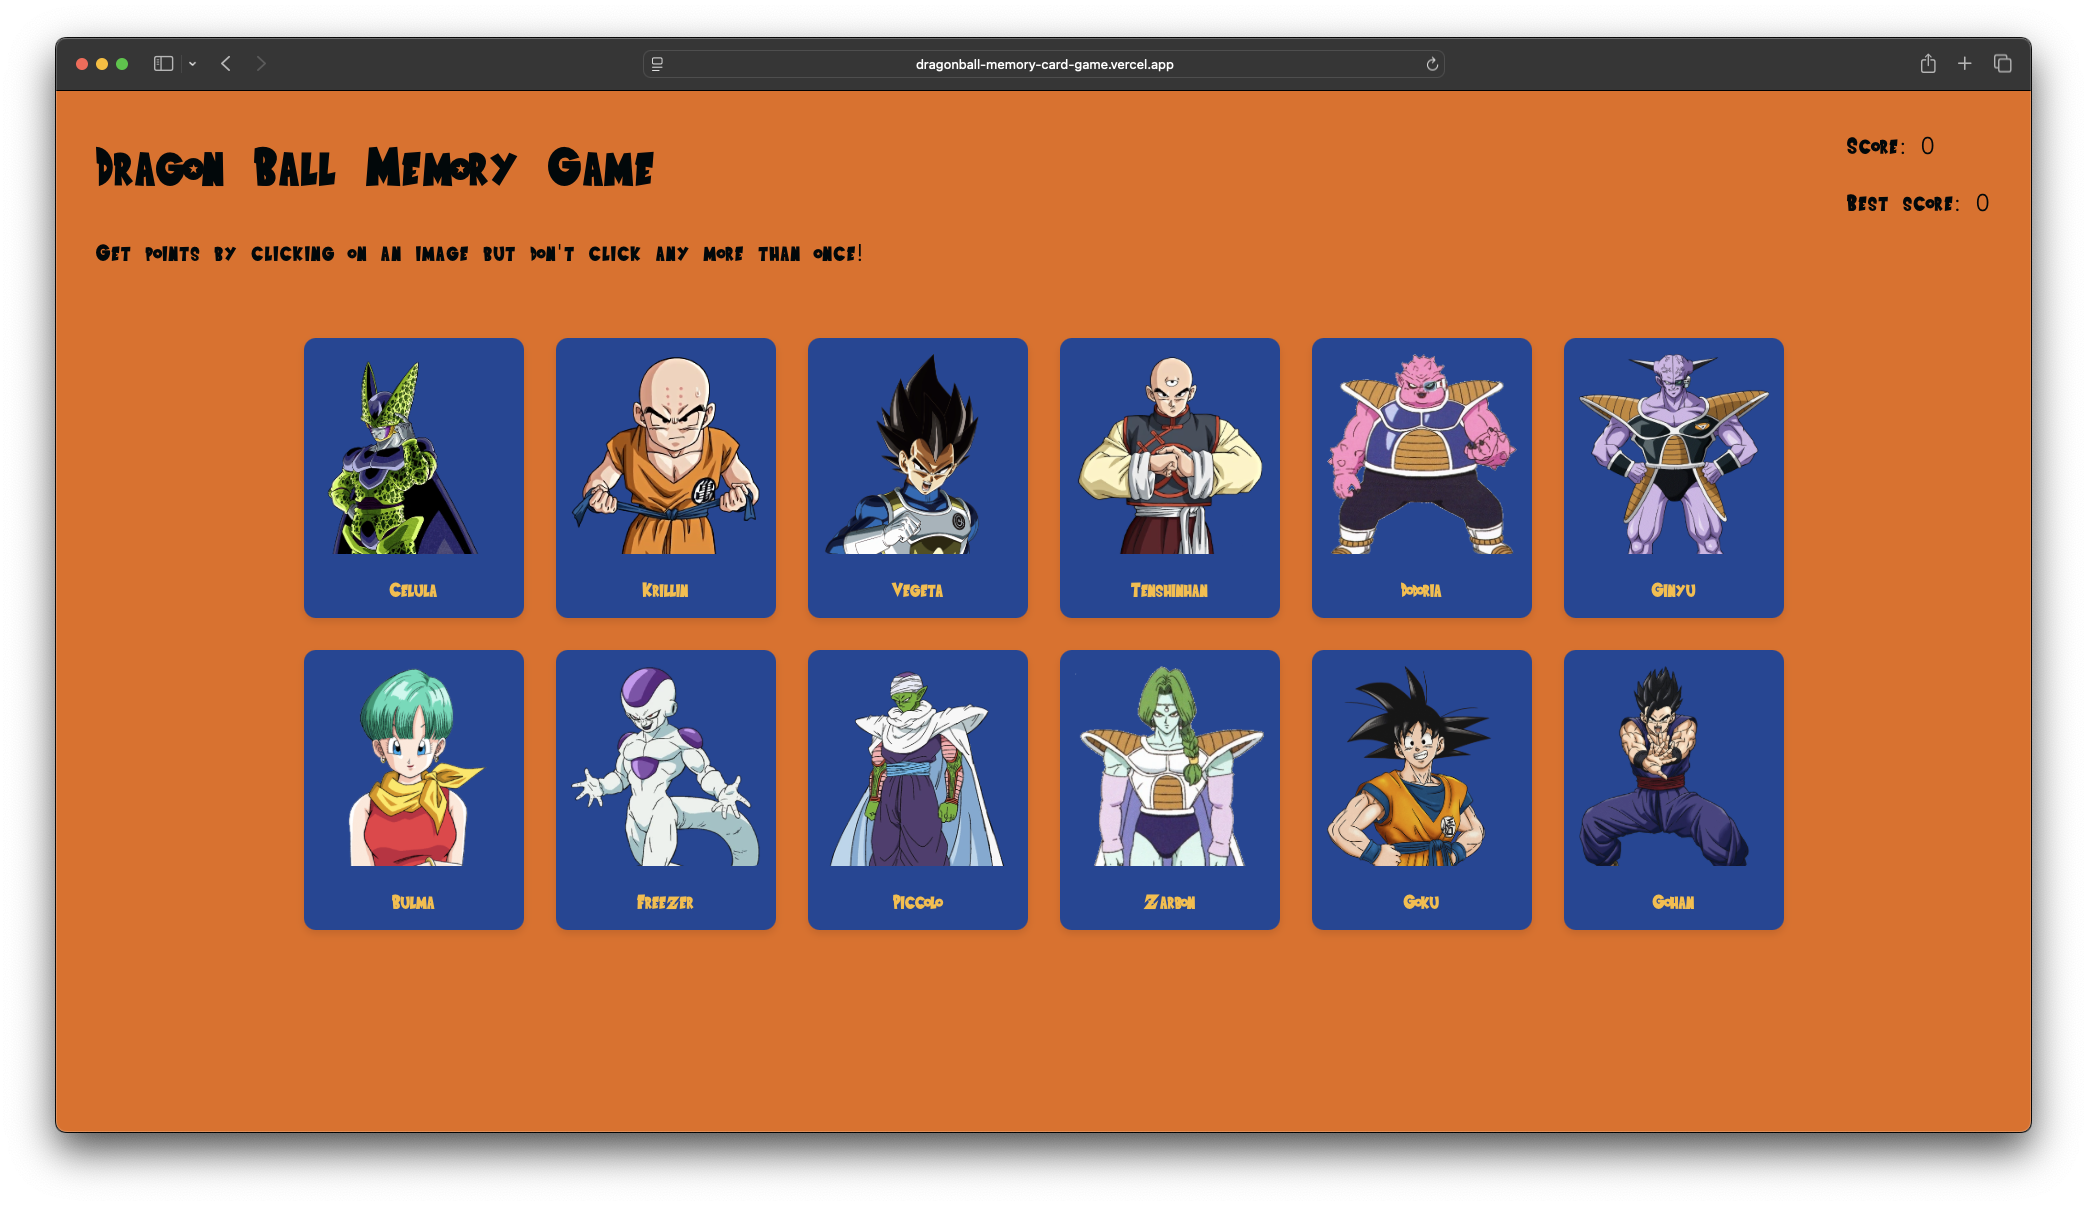 dragonball-memory-card-game.vercel.app
Dragon Ball Memory Game
Score: 0
Best score: 0
Get points by clicking on an image but don't click any more than once!
Celula
Krillin
Vegeta
Tenshinhan
Dodoria
Ginyu
Bulma
Freezer
Piccolo
Zarbon
Goku
Gohan